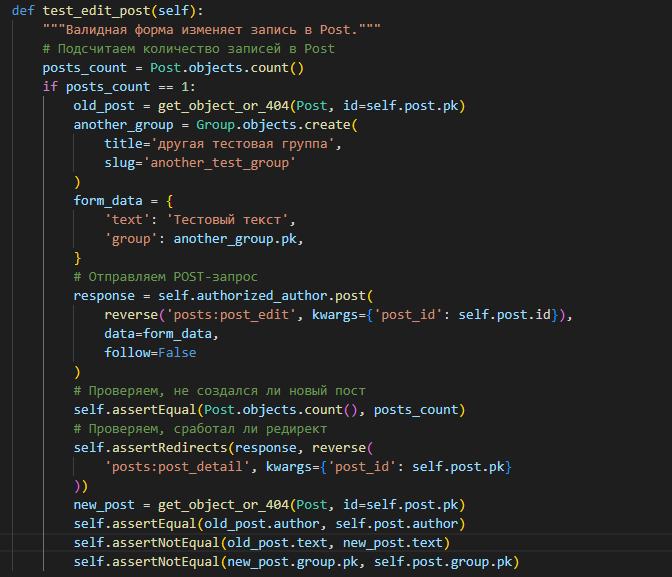 def test_edit_post(self):
    """Валидная форма изменяет запись в Post."""
    # Подсчитаем количество записей в Post
    posts_count = Post.objects.count()
    if posts_count == 1:
        old_post = get_object_or_404(Post, id=self.post.pk)
        another_group = Group.objects.create(
            title='другая тестовая группа',
            slug='another_test_group'
        )
        form_data = {
            'text': 'Тестовый текст',
            'group': another_group.pk,
        }
        # Отправляем POST-запрос
        response = self.authorized_author.post(
            reverse('posts:post_edit', kwargs={'post_id': self.post.id}),
            data=form_data,
            follow=False
        )
        # Проверяем, не создался ли новый пост
        self.assertEqual(Post.objects.count(), posts_count)
        # Проверяем, сработал ли редирект
        self.assertRedirects(response, reverse(
            'posts:post_detail', kwargs={'post_id': self.post.pk}
        ))
        new_post = get_object_or_404(Post, id=self.post.pk)
        self.assertEqual(old_post.author, self.post.author)
        self.assertNotEqual(old_post.text, new_post.text)
        self.assertNotEqual(new_post.group.pk, self.post.group.pk)